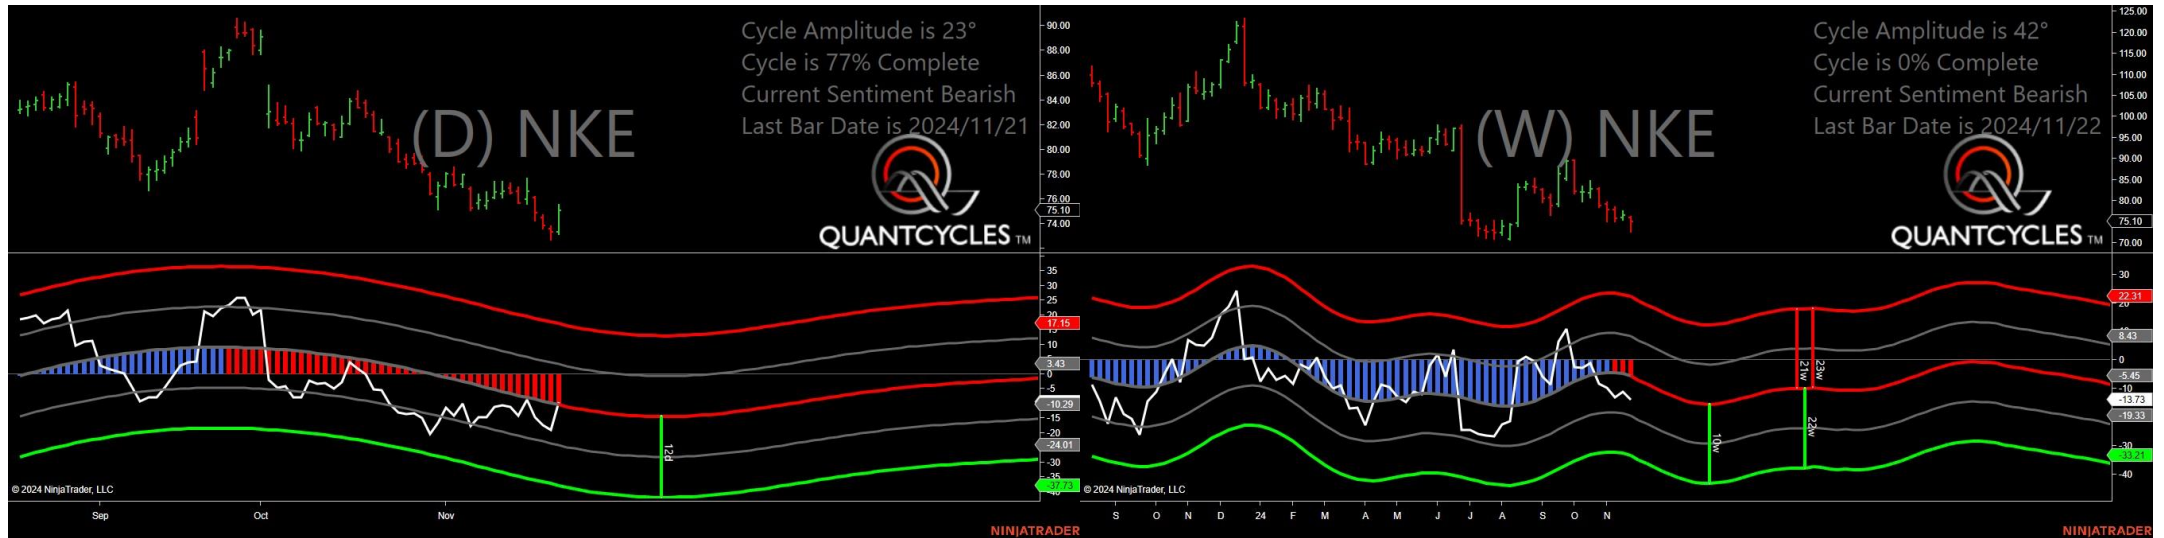 Cycle Amplitude is 23°
Cycle is 77% Complete
Current Sentiment Bearish
Last Bar Date is 2024/11/21
(D) NKE
QUANTCYCLES TM
90.00
88.00
86.00
84.00
82.00
80.00
78.00
76.00
75.10
74.00
35
30
25
20
17.15
10
5
3.43
0
-5
-10.29
-15
-20
-24.01
-30
-35
-37.73
-40
12d
© 2024 NinjaTrader, LLC
Sep
Oct
Nov
NINJATRADER
Cycle Amplitude is 42°
Cycle is 0% Complete
Current Sentiment Bearish
Last Bar Date is 2024/11/22
(W) NKE
QUANTCYCLES TM
125.00
120.00
115.00
110.00
105.00
100.00
95.00
90.00
85.00
80.00
75.10
70.00
30
22.31
20
8.43
0
-5.45
-10
-13.73
-19.33
-30
-33.21
-40
10w
21w
23w
22w
© 2024 NinjaTrader, LLC
S O N D 24 F M A M J J A S O N
NINJATRADER